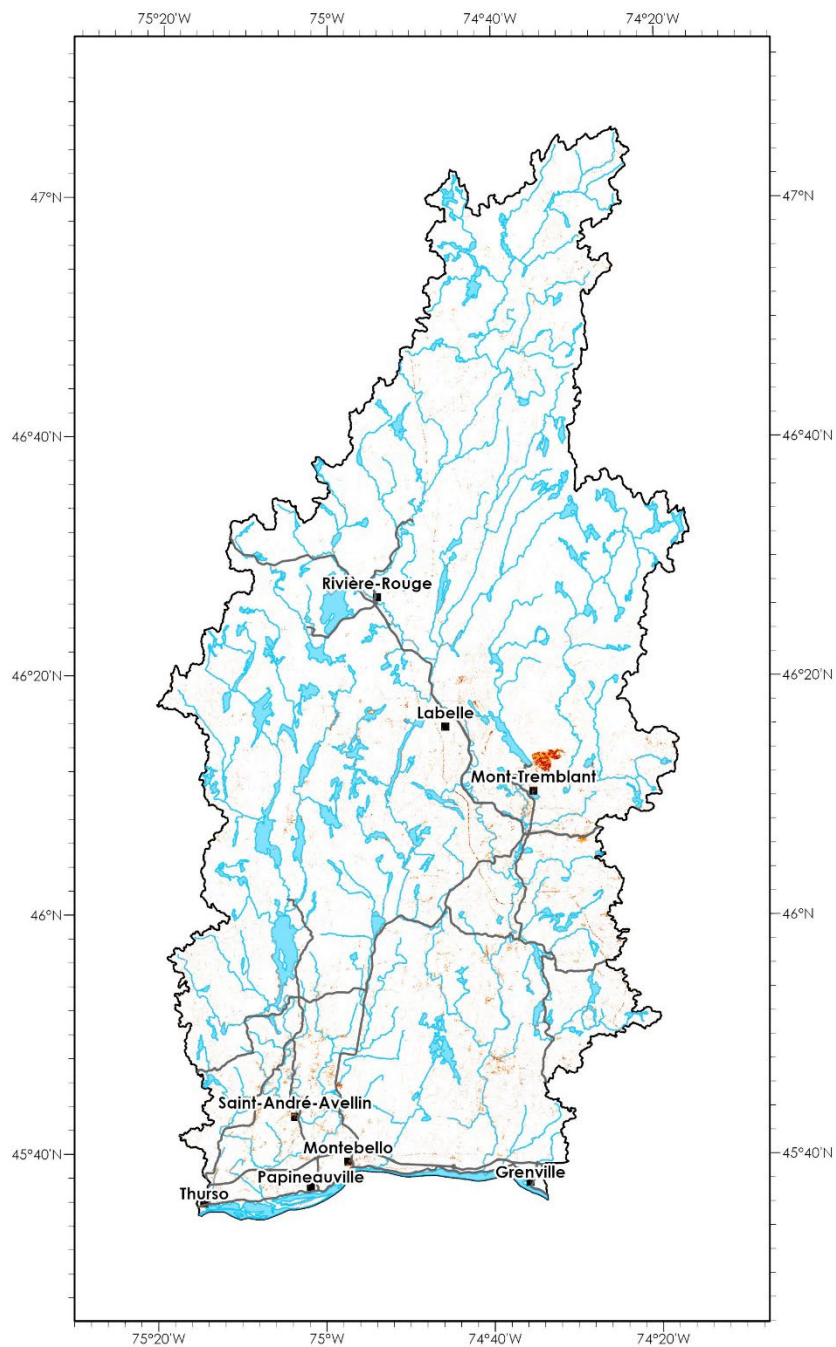 75°20'W 75°0'W 74°40'W 74°20'W
47°N 47°N
46°40'N 46°40'N
Rivière-Rouge
46°20'N 46°20'N
Labelle
Mont-Tremblant
46°N 46°N
Saint-André-Avellin
45°40'N Montebello 45°40'N
Papineauville Grenville
Thurso
75°20'W 75°W 74°40'W 74°20'W